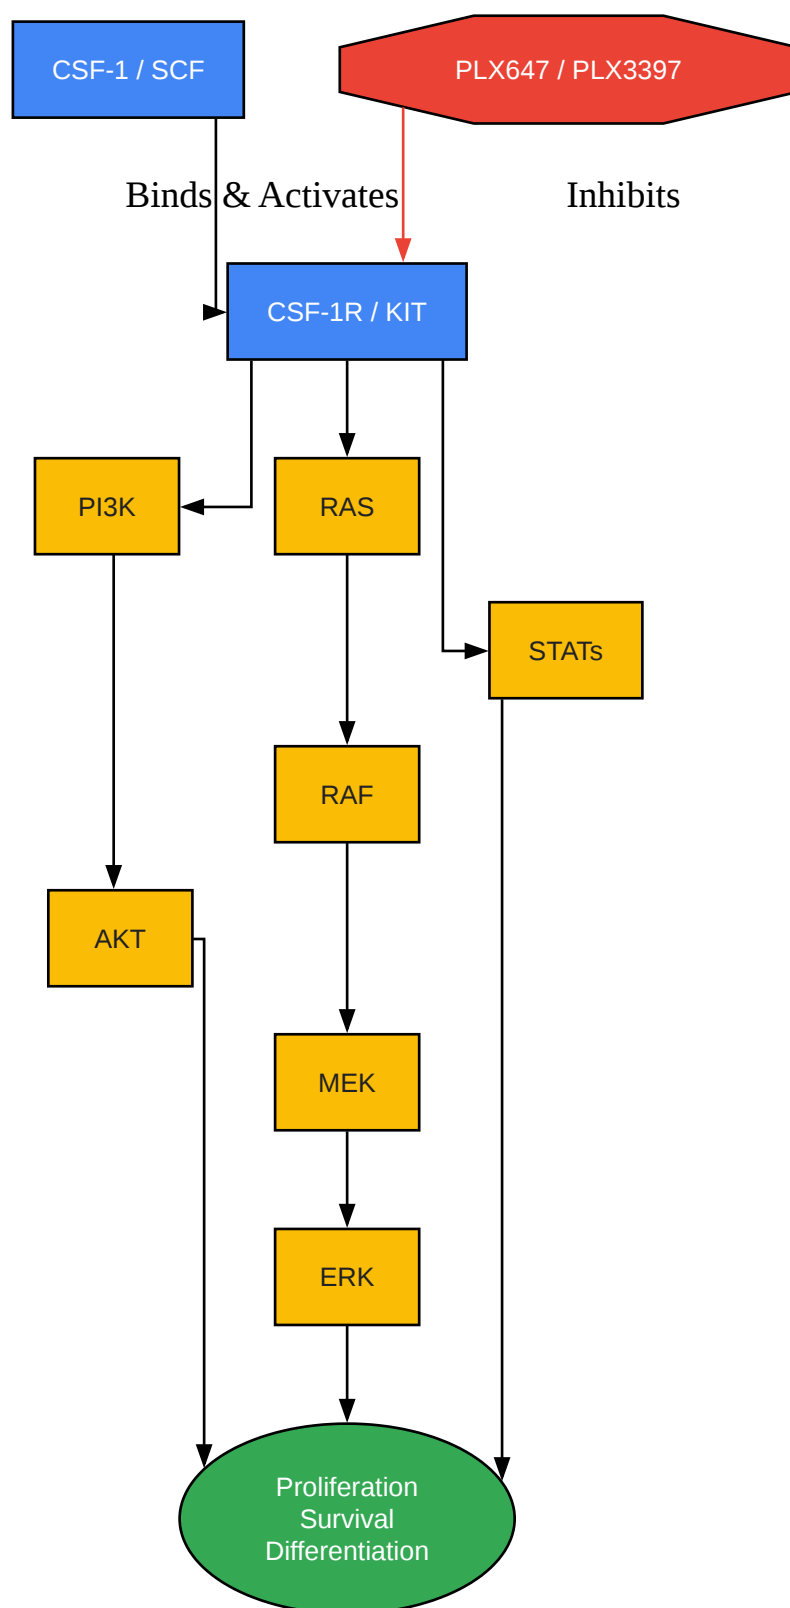 CSF-1 / SCF
PLX647 / PLX3397
Binds & Activates
Inhibits
CSF-1R / KIT
PI3K
RAS
STATs
RAF
AKT
MEK
ERK
Proliferation
Survival
Differentiation